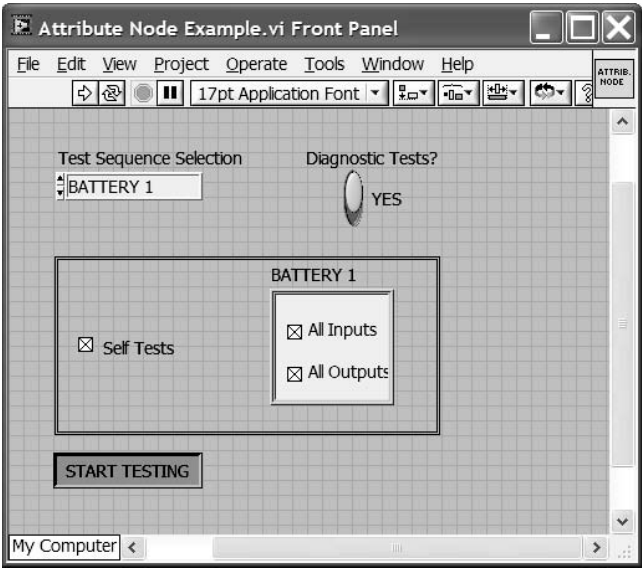 Attribute Node Example.vi Front Panel
File Edit View Project Operate Tools Window Help
ATTRIB.
NODE
17pt Application Font
?
Test Sequence Selection
Diagnostic Tests?
BATTERY 1
YES
BATTERY 1
All Inputs
Self Tests
All Outputs
START TESTING
My Computer